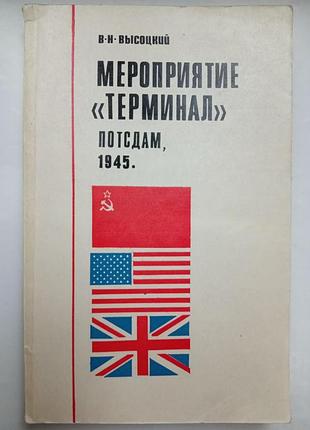 В·Н·ВЫСОЦКИЙ
МЕРОПРИЯТИЕ
«ТЕРМИНАЛ»
ПОТСДАМ,
1945.